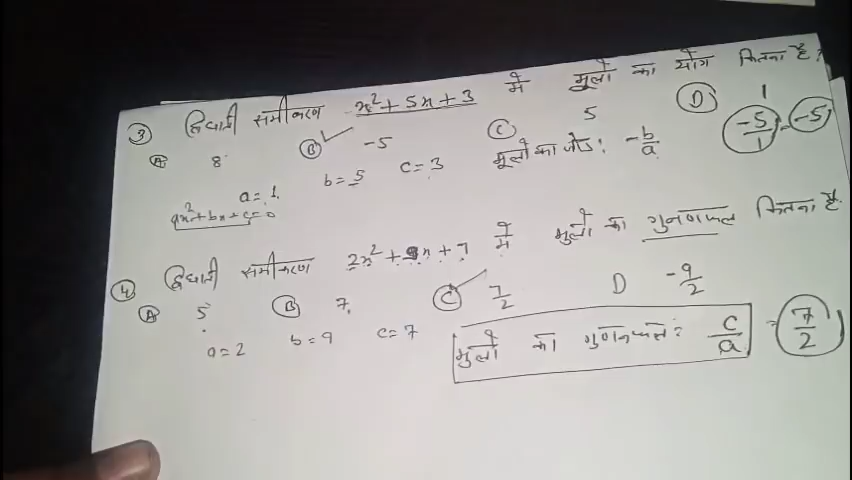 ③ द्विघाती समीकरण x² + 5x + 3 में मूलों का योग कितना है?
Ⓐ 8 Ⓑ -5 Ⓒ 5 Ⓓ 1
a = 1 b = 5 c = 3 मूलों का जोड़: -b/a -5/1 = -5
ax² + bx + c = 0
④ द्विघाती समीकरण 2x² + 9x + 7 में मूलों का गुणनफल कितना है
Ⓐ 5 Ⓑ 7 Ⓒ 7/2 D -9/2
a = 2 b = 9 c = 7 मूलों का गुणनफल: c/a = 7/2